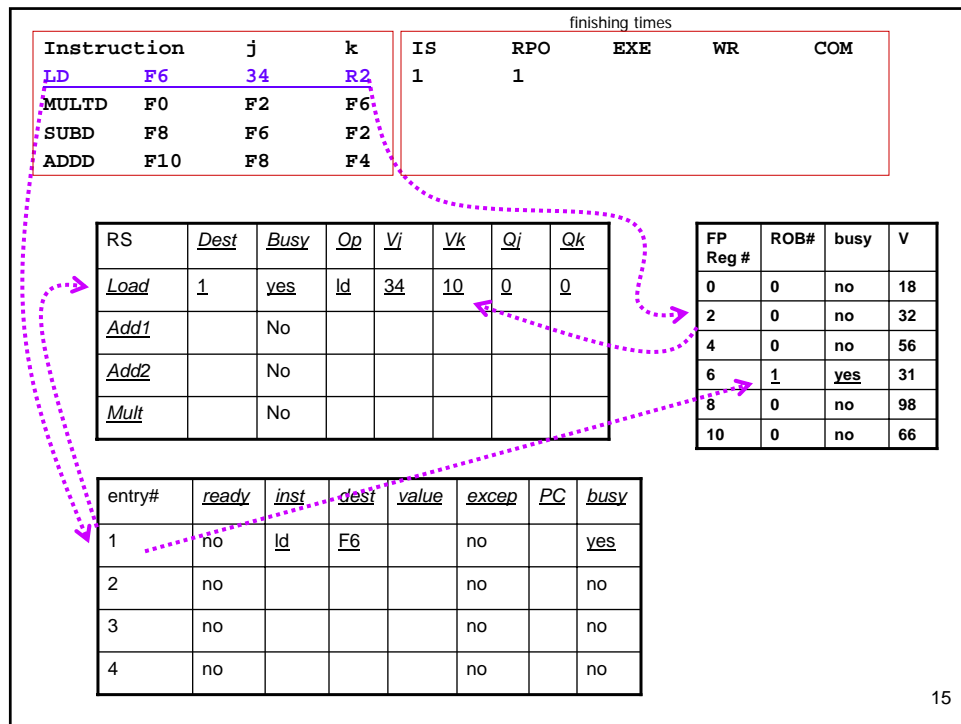 finishing times
Instruction j k IS RPO EXE WR COM
LD F6 34 R2 1 1
MULTD F0 F2 F6
SUBD F8 F6 F2
ADDD F10 F8 F4
RS Dest Busy Op Vj Vk Qj Qk
Load 1 yes ld 34 10 0 0
Add1 No
Add2 No
Mult No
FP Reg # ROB# busy V
0 0 no 18
2 0 no 32
4 0 no 56
6 1 yes 31
8 0 no 98
10 0 no 66
entry# ready inst dest value excep PC busy
1 no ld F6 no yes
2 no no no
3 no no no
4 no no no
15